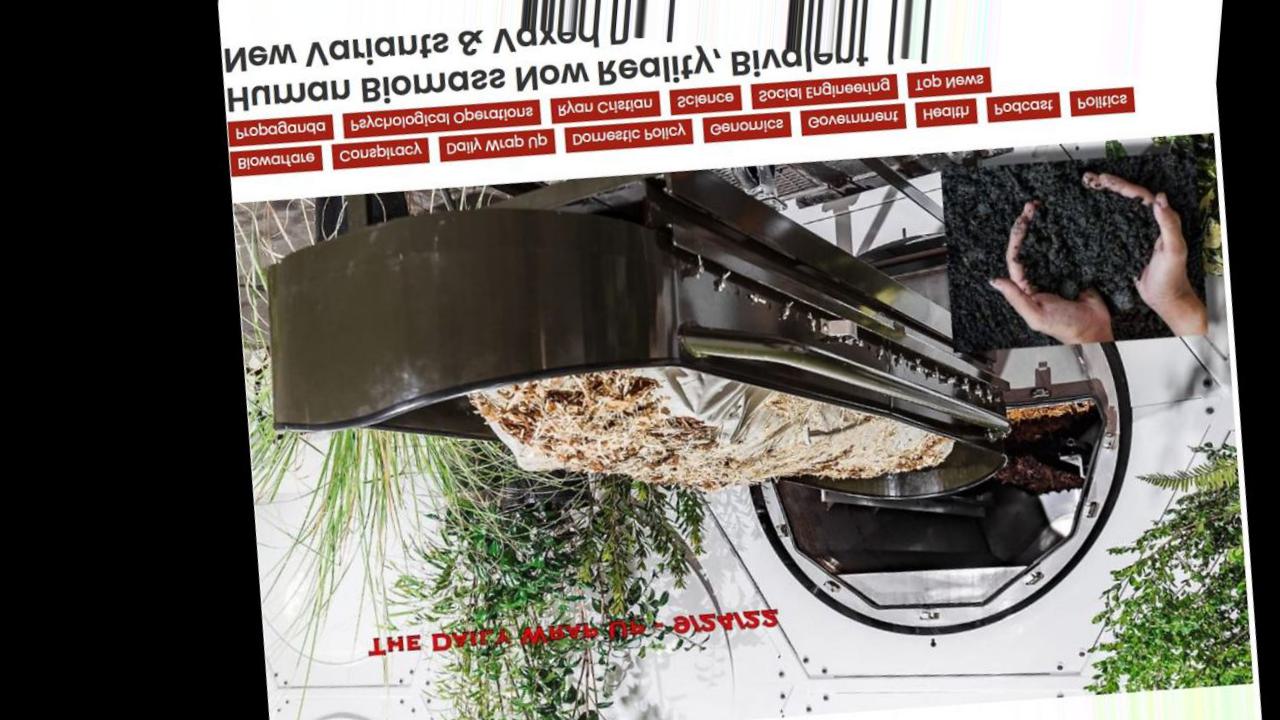 THE DAILY WRAP UP - 9/24/22
Biowarfare Conspiracy Daily Wrap Up Domestic Policy Genomics Government Health Podcast Politics
Propaganda Psychological Operations Ryan Cristian Science Social Engineering Top News
Human Biomass Now Reality, Bivalent
New Variants & Vaxed